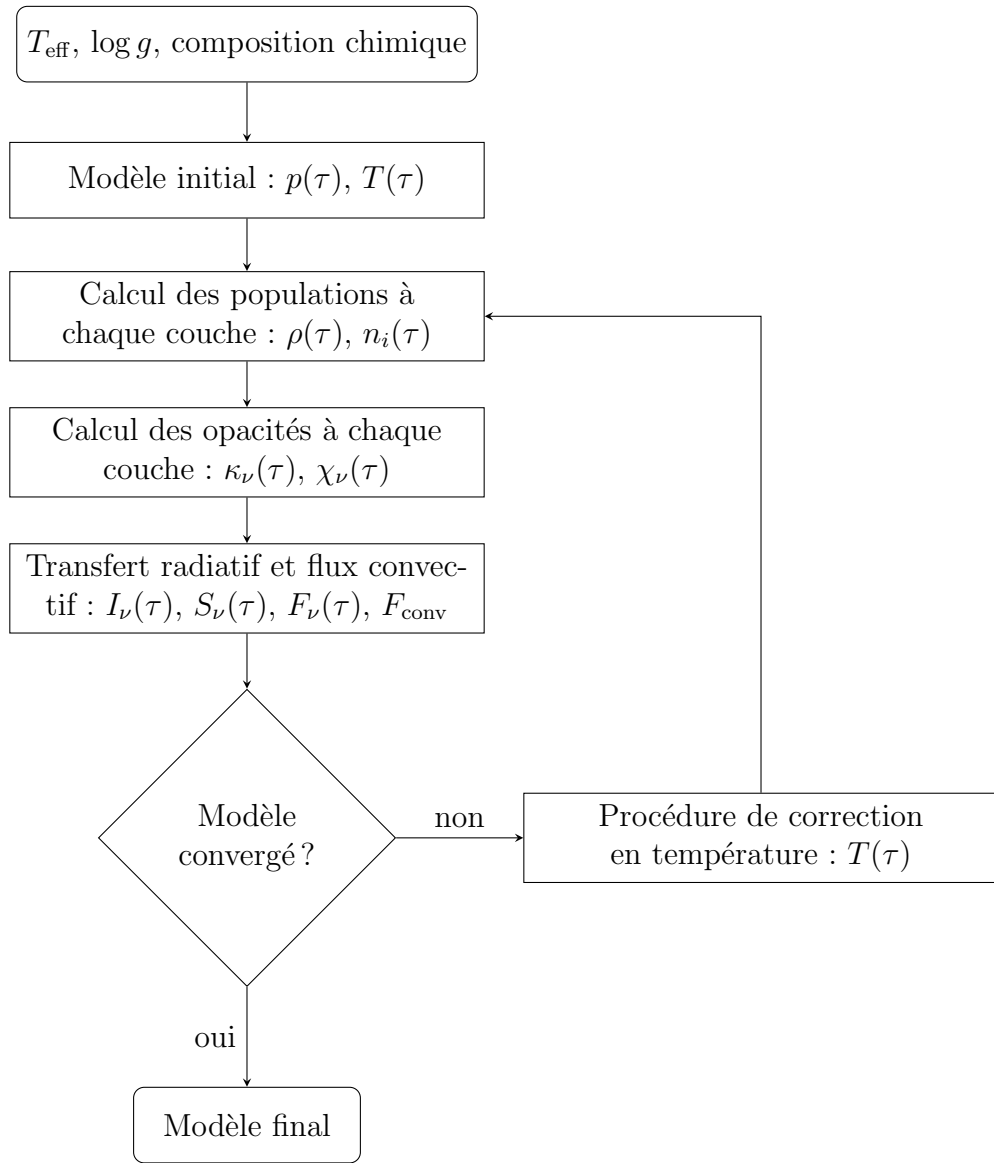 T_eff, log g, composition chimique
Modèle initial : p(τ), T(τ)
Calcul des populations à
chaque couche : ρ(τ), n_i(τ)
Calcul des opacités à chaque
couche : κ_ν(τ), χ_ν(τ)
Transfert radiatif et flux convec-
tif : I_ν(τ), S_ν(τ), F_ν(τ), F_conv
Modèle
convergé ?
non
Procédure de correction
en température : T(τ)
oui
Modèle final